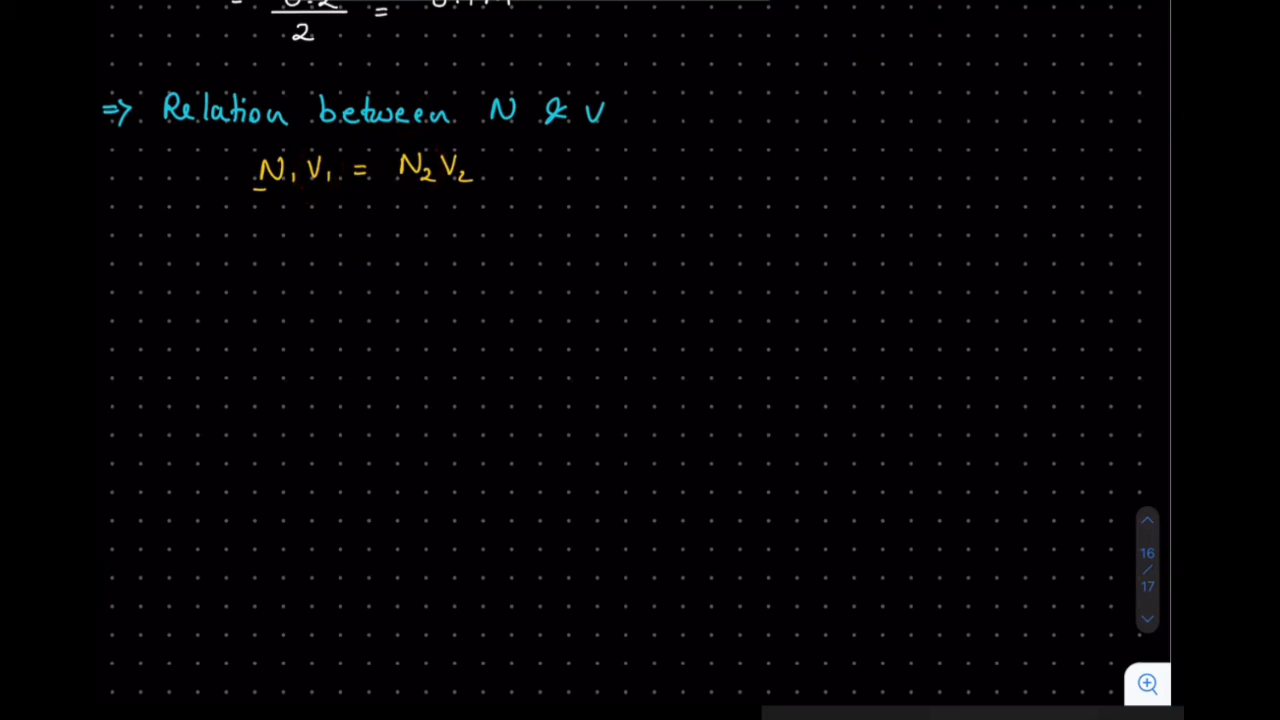 2
=
⇒ Relation between N & V
N₁V₁ = N₂V₂
16
/
17